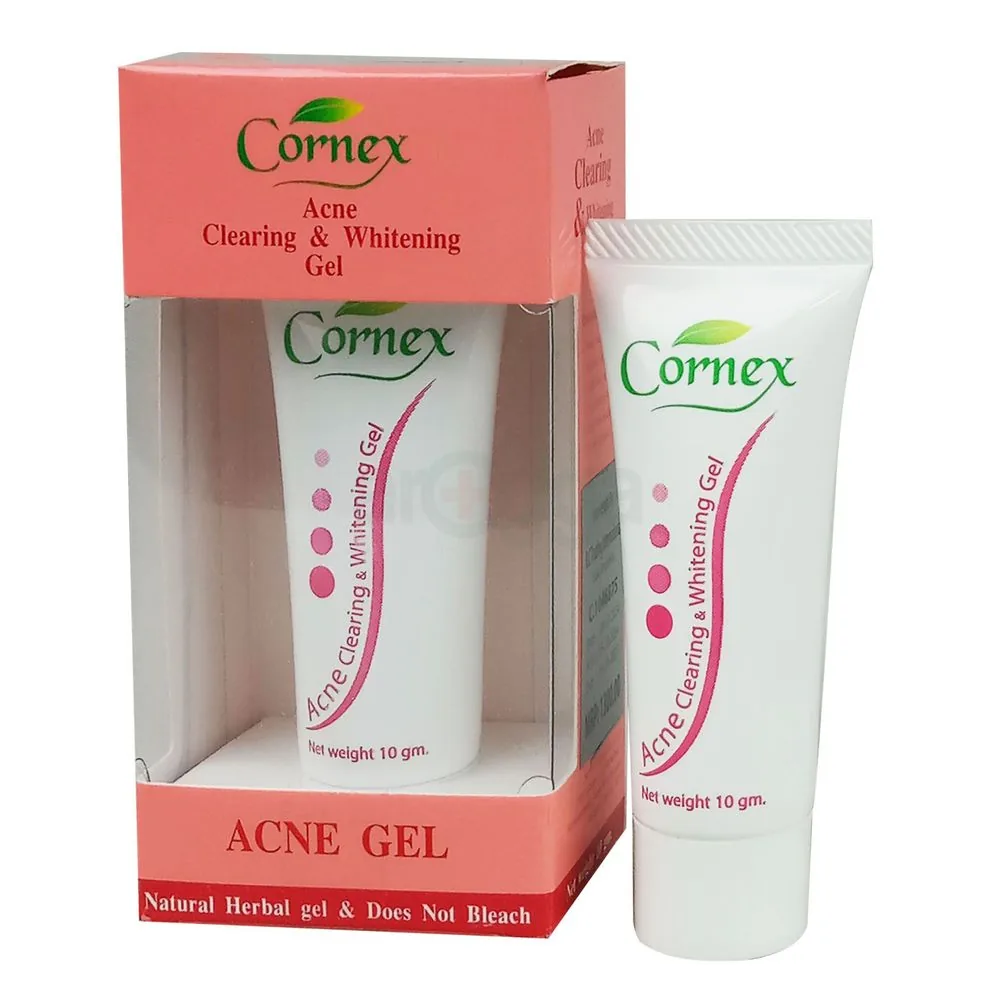 Cornex
Acne
Clearing & Whitening
Gel
Cornex
Acne Clearing & Whitening Gel
Net weight 10 gm.
ACNE GEL
Natural Herbal gel & Does Not Bleach
Acne
Clearing
& Whitening
Cornex
Acne Clearing & Whitening Gel
Net weight 10 gm.